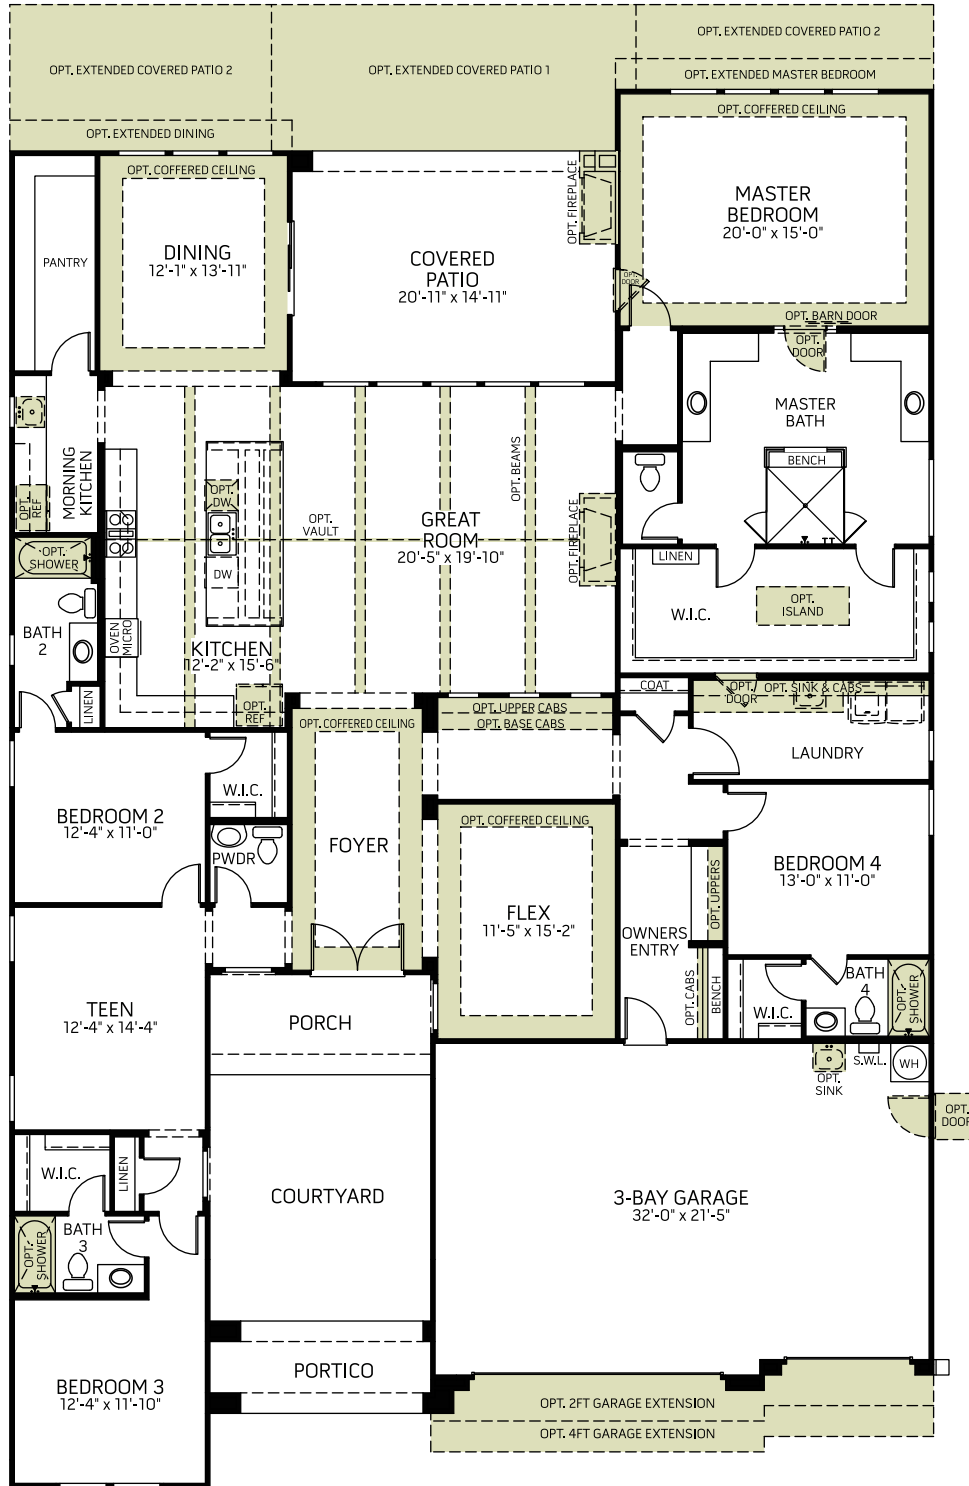 OPT. EXTENDED COVERED PATIO 2
OPT. EXTENDED COVERED PATIO 1
OPT. EXTENDED COVERED PATIO 2
OPT. EXTENDED MASTER BEDROOM
OPT. EXTENDED DINING
OPT. COFFERED CEILING
MASTER
BEDROOM
20'-0" x 15'-0"
OPT. BARN DOOR
OPT.
DOOR
OPT.
DOOR
OPT. COFFERED CEILING
DINING
12'-1" x 13'-11"
PANTRY
COVERED
PATIO
20'-11" x 14'-11"
OPT. FIREPLACE
MASTER
BATH
BENCH
MORNING
KITCHEN
OPT.
REF
OPT.
DW
DW
OPT.
VAULT
OPT. BEAMS
GREAT
ROOM
20'-5" x 19'-10"
OPT. FIREPLACE
LINEN
W.I.C.
OPT.
ISLAND
OPT.
SHOWER
BATH
2
LINEN
OVEN
MICRO
KITCHEN
12'-2" x 15'-6"
OPT.
REF
COAT
OPT.
DOOR
OPT. SINK & CABS
LAUNDRY
OPT. UPPER CABS
OPT. BASE CABS
OPT. COFFERED CEILING
FOYER
BEDROOM 2
12'-4" x 11'-0"
W.I.C.
PWDR
OPT. COFFERED CEILING
FLEX
11'-5" x 15'-2"
BEDROOM 4
13'-0" x 11'-0"
OPT. UPPERS
OWNERS
ENTRY
OPT. CABS
BENCH
W.I.C.
BATH
4
OPT.
SHOWER
TEEN
12'-4" x 14'-4"
PORCH
OPT.
SINK
S.W.L.
WH
OPT.
DOOR
W.I.C.
LINEN
COURTYARD
3-BAY GARAGE
32'-0" x 21'-5"
OPT.
SHOWER
BATH
3
PORTICO
BEDROOM 3
12'-4" x 11'-10"
OPT. 2FT GARAGE EXTENSION
OPT. 4FT GARAGE EXTENSION